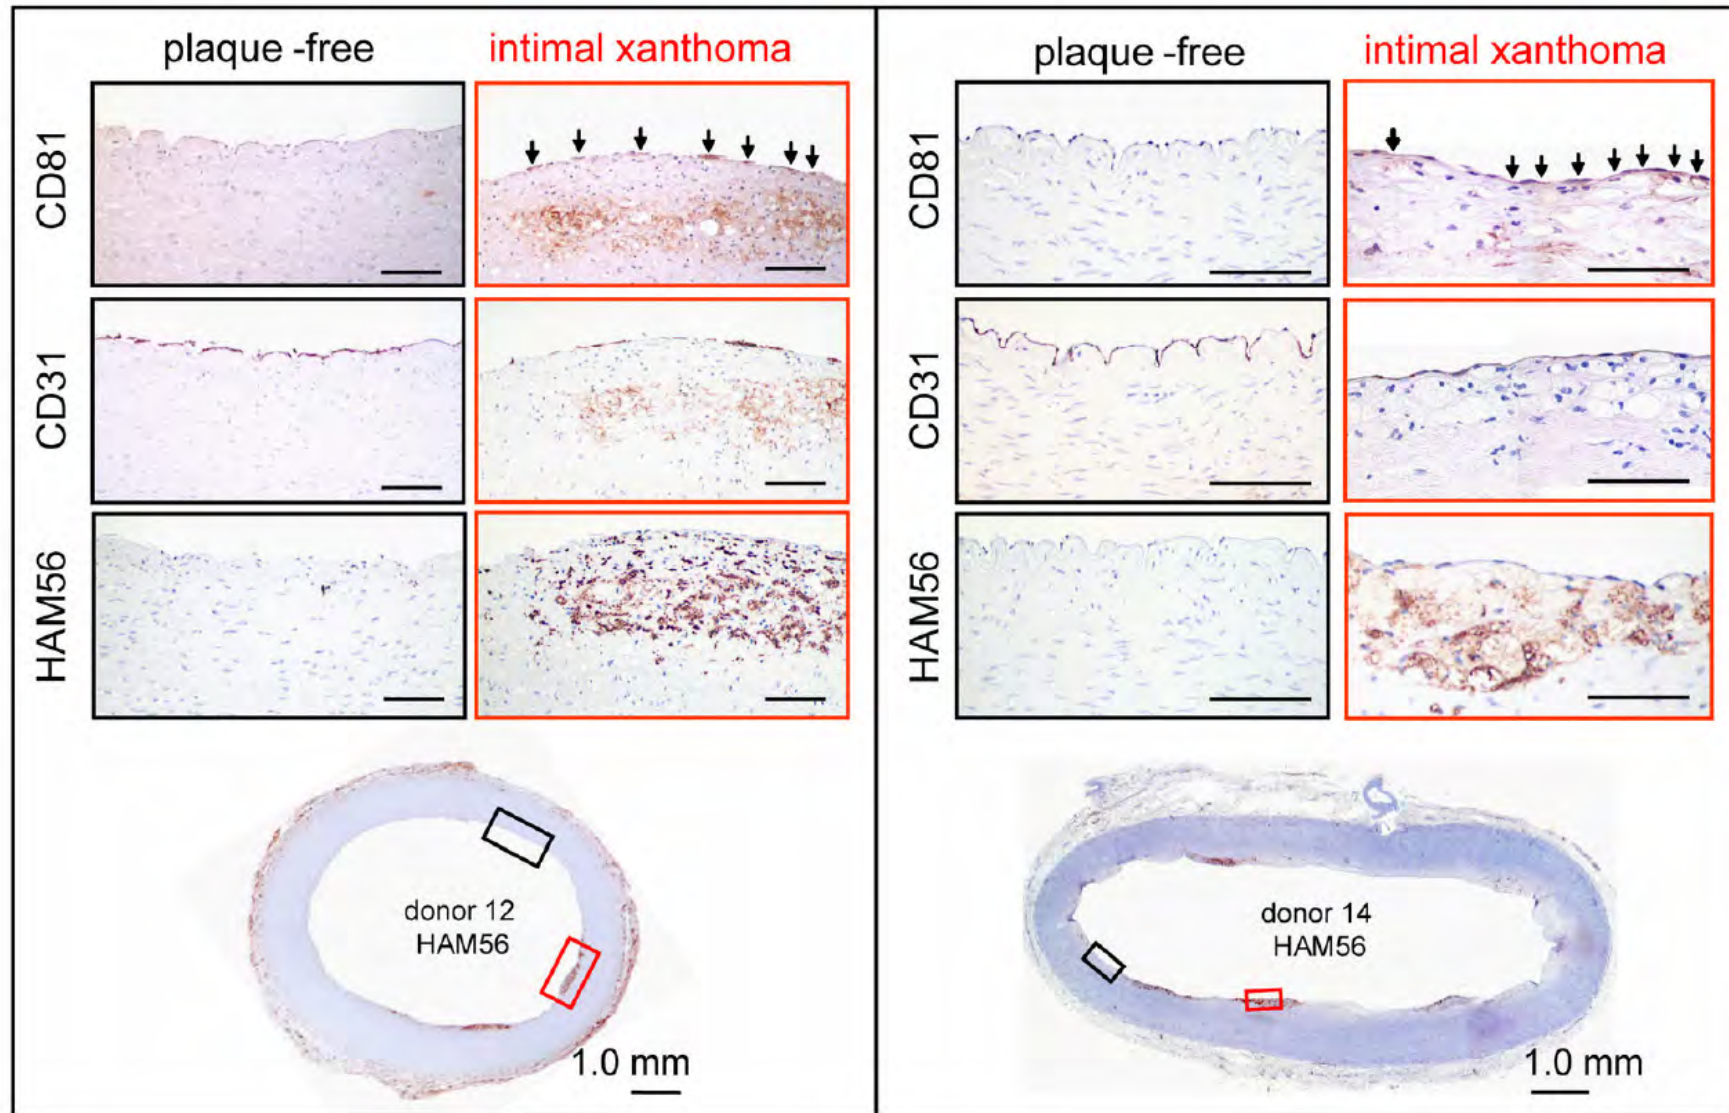 plaque -free
intimal xanthoma
CD81
CD31
HAM56
donor 12
HAM56
1.0 mm
plaque -free
intimal xanthoma
CD81
CD31
HAM56
donor 14
HAM56
1.0 mm